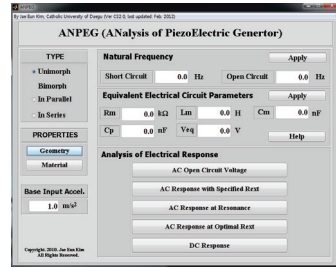 ANPEG
By Jae Eun Kim, Catholic University of Daegu (Ver CS2.0, last updated: Feb. 2012)
ANPEG (ANalysis of PiezoElectric Genertor)
TYPE
Unimorph
Bimorph
In Parallel
In Series
PROPERTIES
Geometry
Material
Base Input Accel.
1.0 m/s²
Copyright. 2010. Jae Eun Kim
All Rights Reserved.
Natural Frequency
Apply
Short Circuit 0.0 Hz Open Circuit 0.0 Hz
Equivalent Electrical Circuit Parameters Apply
Rm 0.0 kΩ Lm 0.0 H Cm 0.0 nF
Cp 0.0 nF Veq 0.0 V
Help
Analysis of Electrical Response
AC Open Circuit Voltage
AC Response with Specified Rext
AC Response at Resonance
AC Response at Optimal Rext
DC Response